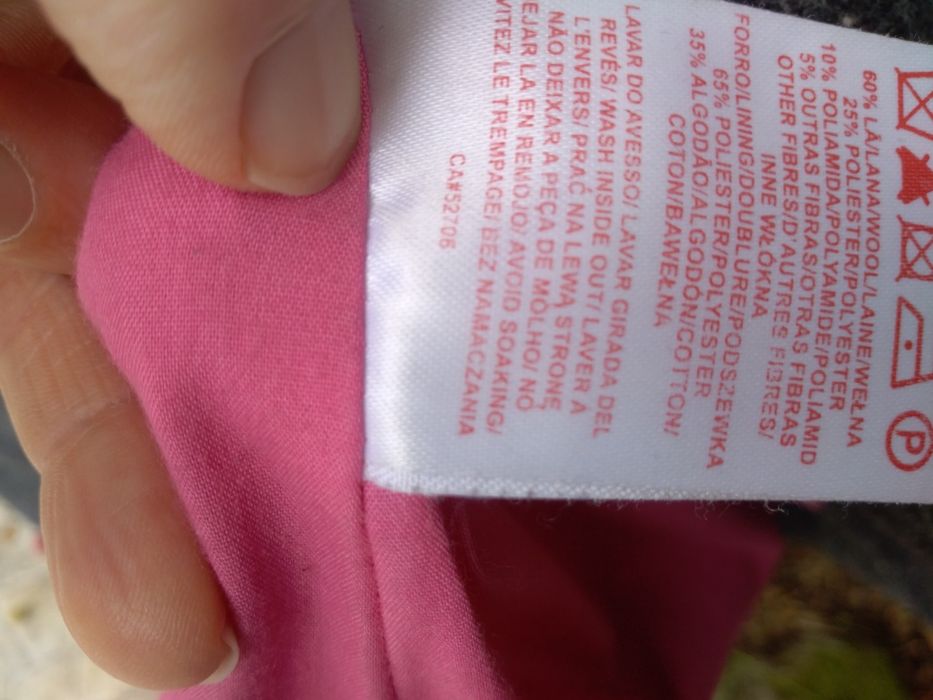 P
60% LÃ/LANA/WOOL/LAINE/WEŁNA
25% POLIESTER/POLYESTER
10% POLIAMIDA/POLYAMIDE/POLIAMID
5% OUTRAS FIBRAS/OTRAS FIBRAS
OTHER FIBRES/D'AUTRES FIBRES/
INNE WŁÓKNA
FORRO/LINING/DOUBLURE/PODSZEWKA
65% POLIESTER/POLYESTER
35% ALGODÃO/ALGODÓN/COTTON/
COTON/BAWEŁNA
LAVAR DO AVESSO/ LAVAR GIRADA DEL
REVÉS/ WASH INSIDE OUT/ LAVER A
L'ENVERS/ PRAĆ NA LEWĄ STRONĘ
NÃO DEIXAR A PEÇA DE MOLHO/ NO
EJAR LA EN REMOJO/ AVOID SOAKING/
VITEZ LE TREMPAGE/ BEZ NAMACZANIA
CA#52706